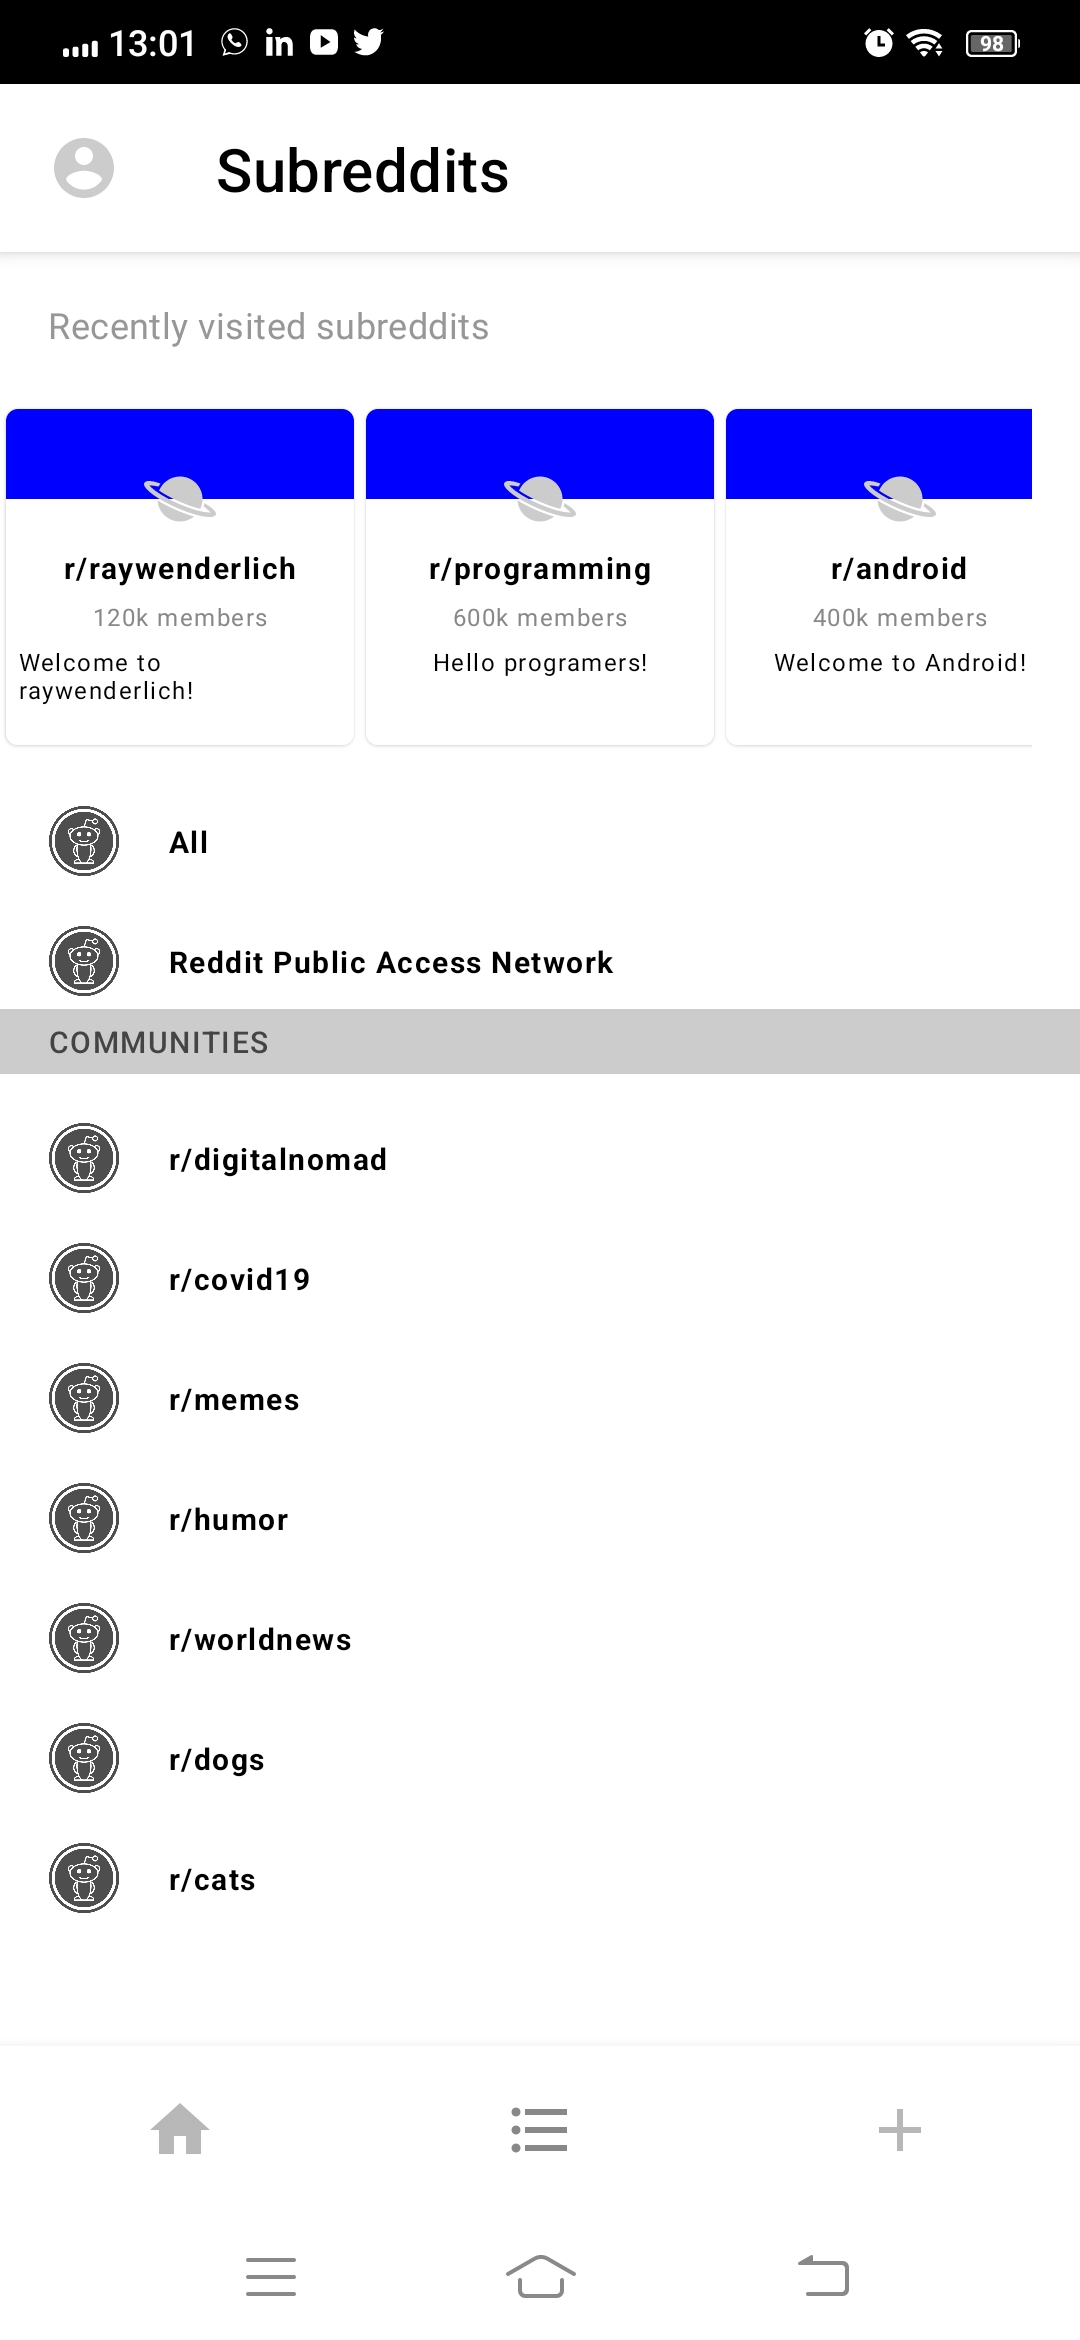 13:01
98
Subreddits
Recently visited subreddits
r/raywenderlich
120k members
Welcome to
raywenderlich!
r/programming
600k members
Hello programers!
r/android
400k members
Welcome to Android!
All
Reddit Public Access Network
COMMUNITIES
r/digitalnomad
r/covid19
r/memes
r/humor
r/worldnews
r/dogs
r/cats